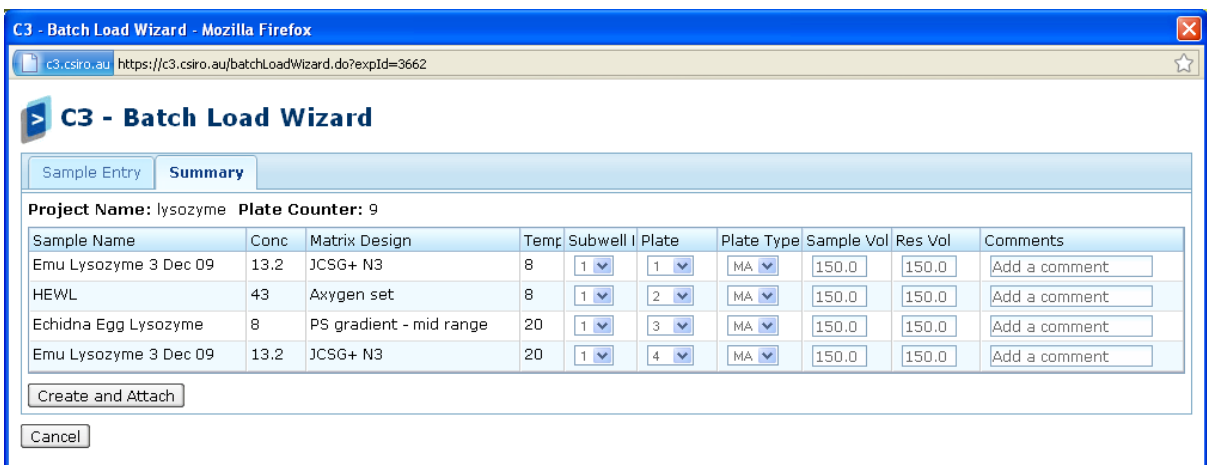 C3 - Batch Load Wizard - Mozilla Firefox
c3.csiro.au https://c3.csiro.au/batchLoadWizard.do?expId=3662
C3 - Batch Load Wizard
Sample Entry Summary
Project Name: lysozyme Plate Counter: 9
Sample Name Conc Matrix Design Temp Subwell I Plate Plate Type Sample Vol Res Vol Comments
Emu Lysozyme 3 Dec 09 13.2 JCSG+ N3 8 1 1 MA 150.0 150.0 Add a comment
HEWL 43 Axygen set 8 1 2 MA 150.0 150.0 Add a comment
Echidna Egg Lysozyme 8 PS gradient - mid range 20 1 3 MA 150.0 150.0 Add a comment
Emu Lysozyme 3 Dec 09 13.2 JCSG+ N3 20 1 4 MA 150.0 150.0 Add a comment
Create and Attach
Cancel